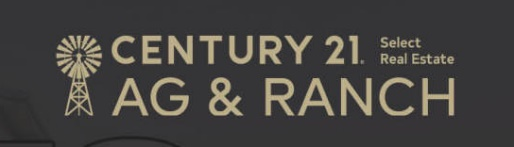 CENTURY 21. Select
Real Estate
AG & RANCH